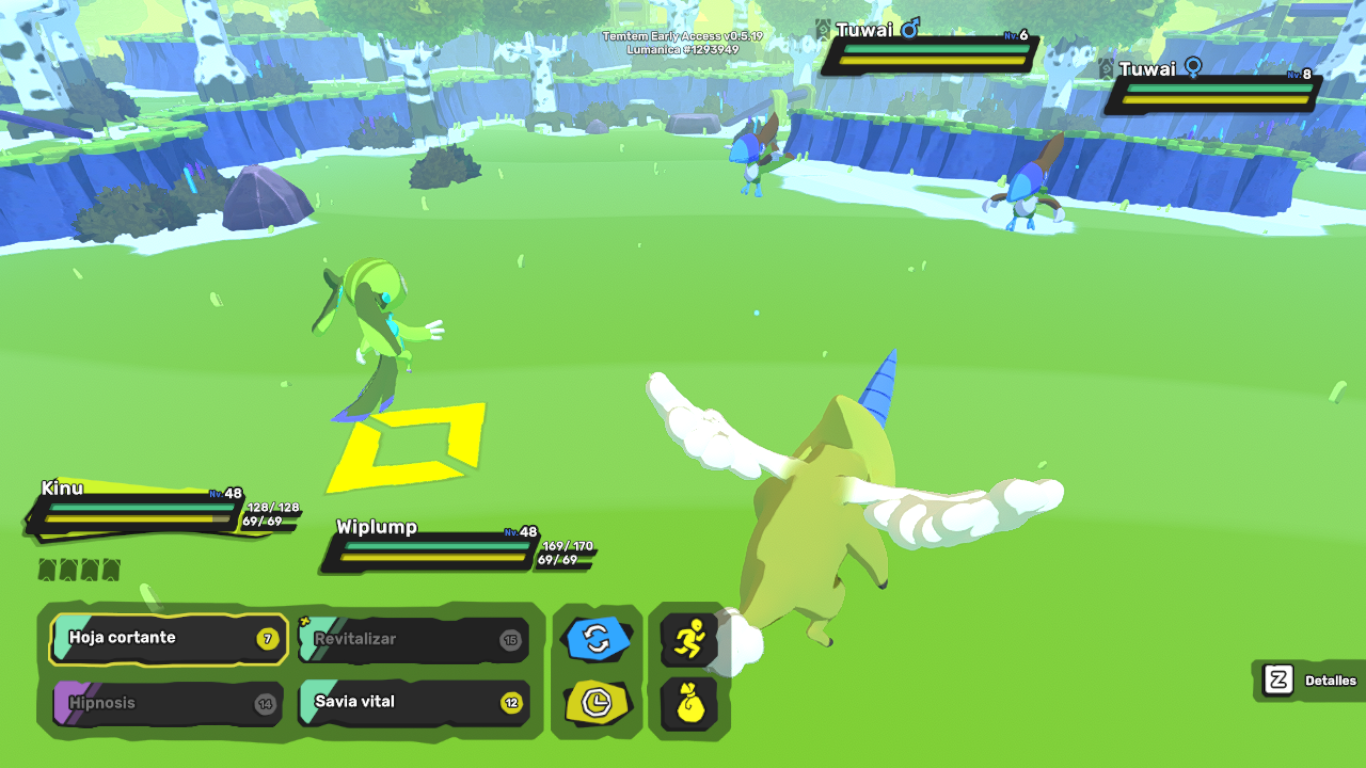 Temtem Early Access v0.5.19
Lumanica #1293949
Tuwai
Nv. 6
Tuwai
Nv. 8
Kinu
Nv. 48
128/128
69/69
Wiplump
Nv. 48
169/170
69/69
Hoja cortante
7
Revitalizar
15
Hipnosis
14
Savia vital
12
Z
Detalles